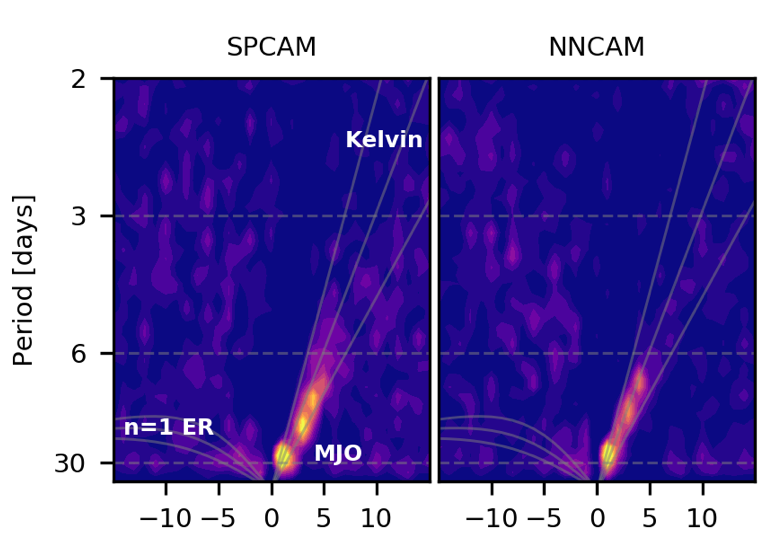 SPCAM NNCAM
2
Kelvin
3
Period [days]
6
n=1 ER
MJO
30
−10 −5 0 5 10 −10 −5 0 5 10